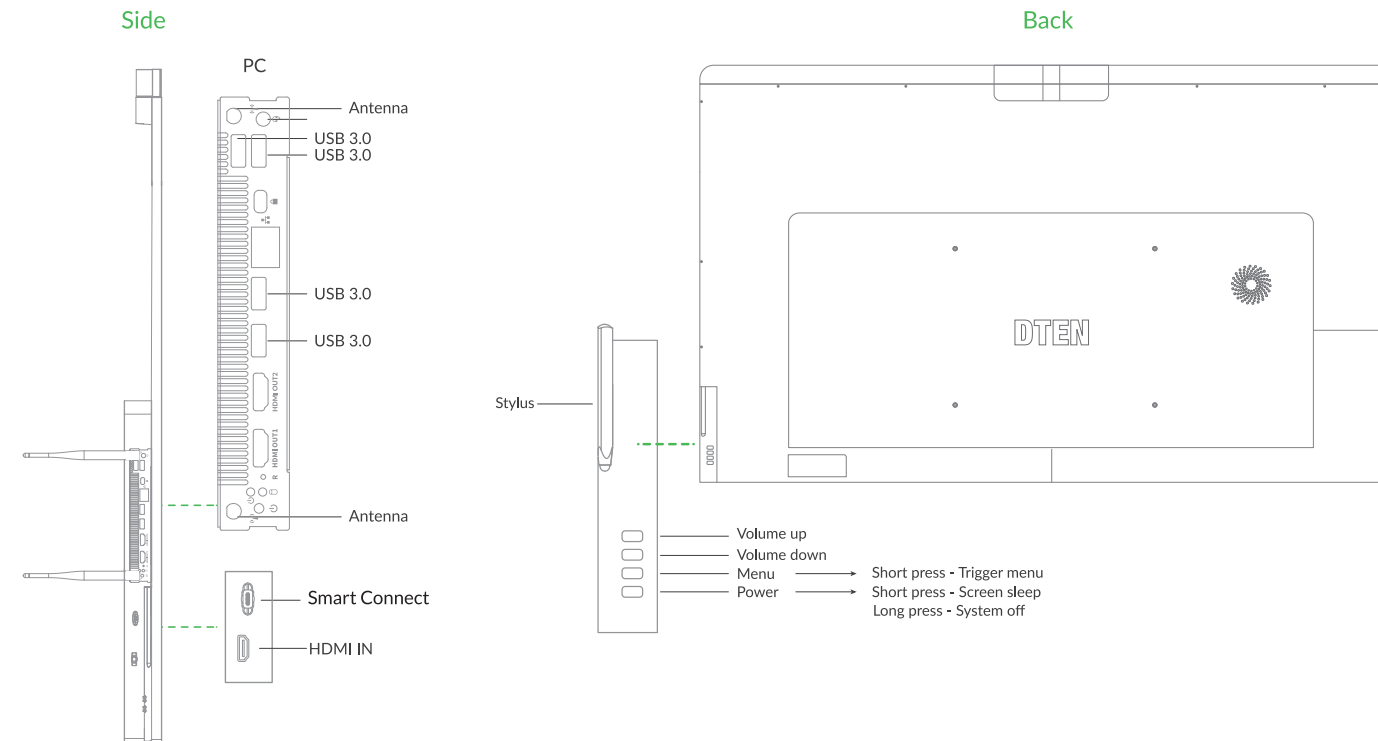 Side
Back
PC
Antenna
USB 3.0
USB 3.0
USB 3.0
USB 3.0
HDMI OUT2
HDMI OUT1
R
Antenna
Smart Connect
HDMI IN
DTEN
Stylus
Volume up
Volume down
Menu
Short press - Trigger menu
Power
Short press - Screen sleep
Long press - System off